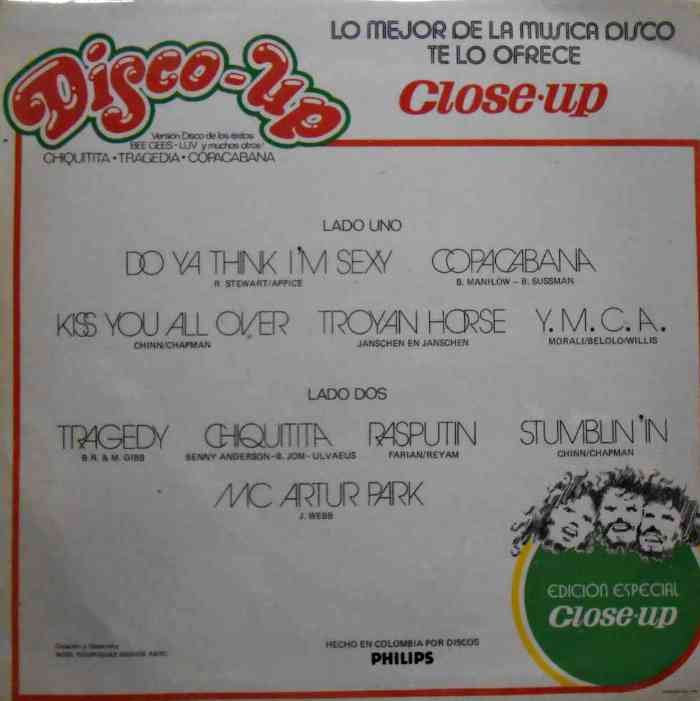 Disco-up
LO MEJOR DE LA MUSICA DISCO
TE LO OFRECE
Close-up
Versión Disco de los éxitos
BEE GEES - LUV y muchos otros!
CHIQUITITA • TRAGEDIA • COPACABANA
LADO UNO
DO YA THINK I'M SEXY
R. STEWART/APPICE
COPACABANA
B. MANILOW - B. SUSSMAN
KISS YOU ALL OVER
CHINN/CHAPMAN
TROYAN HORSE
JANSCHEN EN JANSCHEN
Y. M. C. A.
MORALI/BELOLO/WILLIS
LADO DOS
TRAGEDY
B.R. & M. GIBB
CHIQUITITA
BENNY ANDERSON-B. JOM-ULVAEUS
RASPUTIN
FARIAN/REYAM
STUMBLIN'IN
CHINN/CHAPMAN
MC ARTUR PARK
J. WEBB
EDICIÓN ESPECIAL
Close-up
HECHO EN COLOMBIA POR DISCOS
PHILIPS